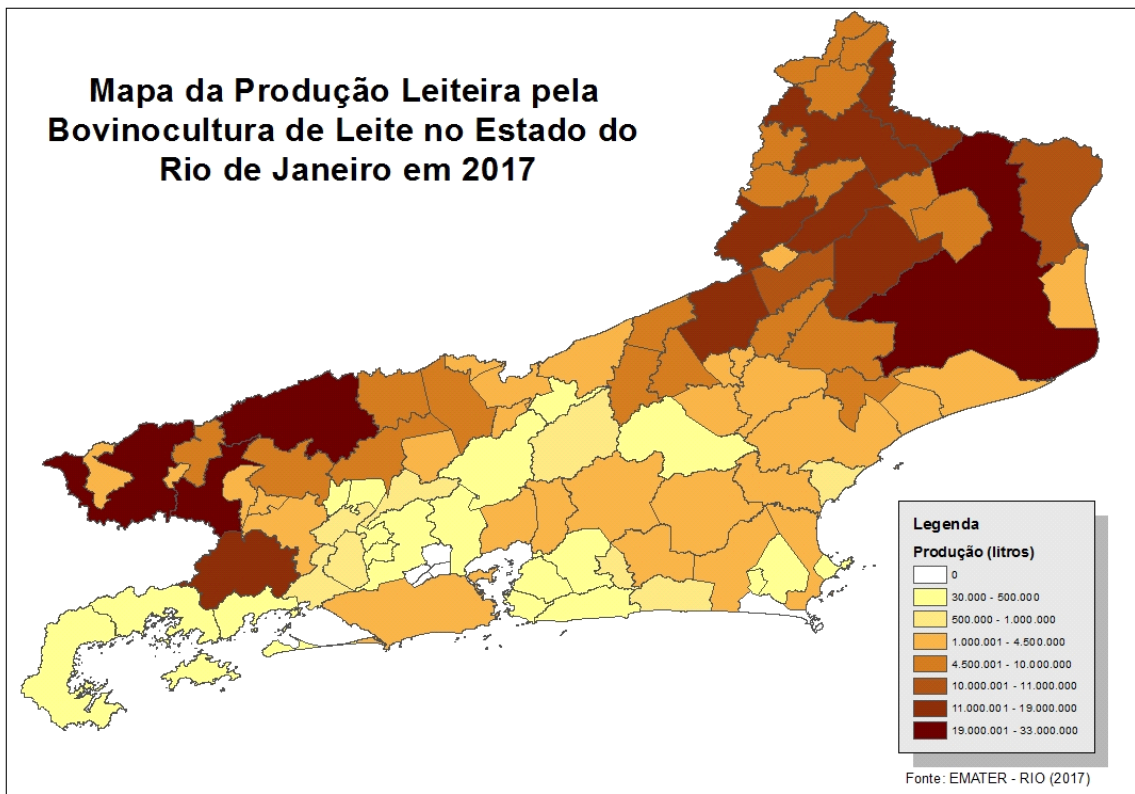 Mapa da Produção Leiteira pela
Bovinocultura de Leite no Estado do
Rio de Janeiro em 2017
Legenda
Produção (litros)
0
30.000 - 500.000
500.000 - 1.000.000
1.000.001 - 4.500.000
4.500.001 - 10.000.000
10.000.001 - 11.000.000
11.000.001 - 19.000.000
19.000.001 - 33.000.000
Fonte: EMATER - RIO (2017)